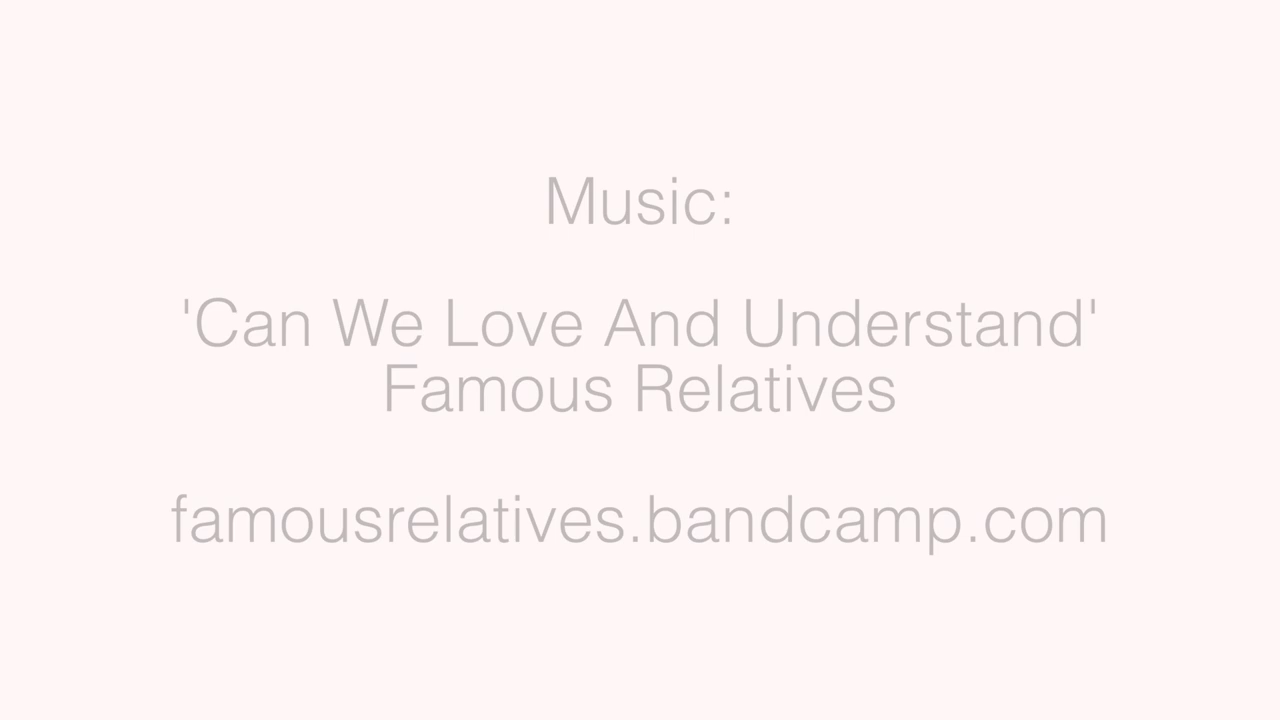 Music:
'Can We Love And Understand'
Famous Relatives
famousrelatives.bandcamp.com